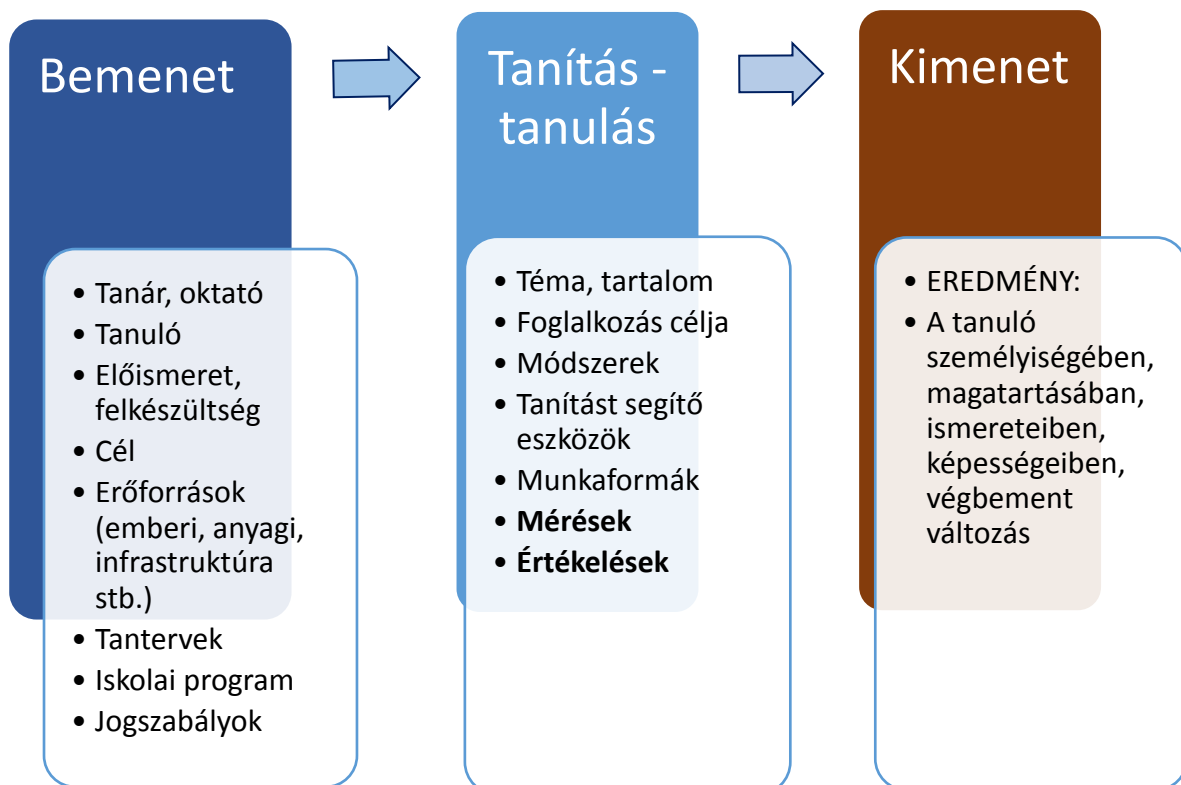 Bemenet
• Tanár, oktató
• Tanuló
• Előismeret,
felkészültség
• Cél
• Erőforrások
(emberi, anyagi,
infrastruktúra
stb.)
• Tantervek
• Iskolai program
• Jogszabályok
Tanítás -
tanulás
• Téma, tartalom
• Foglalkozás célja
• Módszerek
• Tanítást segítő
eszközök
• Munkaformák
• Mérések
• Értékelések
Kimenet
• EREDMÉNY:
• A tanuló
személyiségében,
magatartásában,
ismereteiben,
képességeiben,
végbement
változás